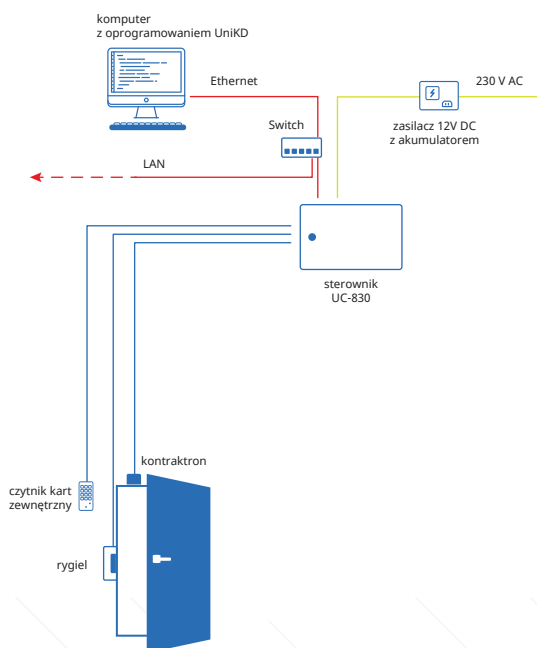 komputer
z oprogramowaniem UniKD
Ethernet
230 V AC
Switch
zasilacz 12V DC
z akumulatorem
LAN
sterownik
UC-830
kontraktron
czytnik kart
zewnętrzny
rygiel